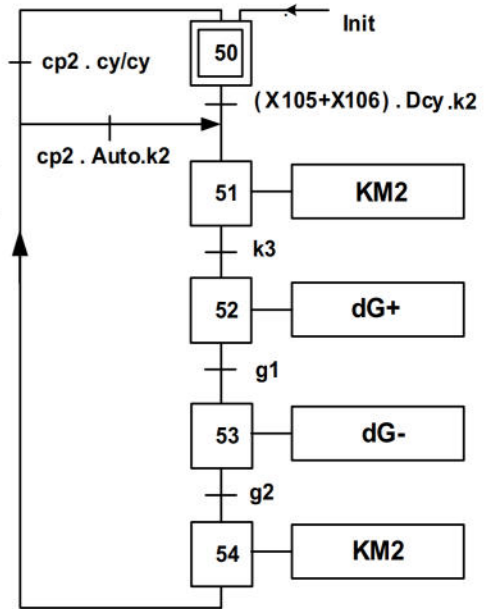 Init
50
cp2 . cy/cy
(X105+X106) . Dcy.k2
cp2 . Auto.k2
51
KM2
k3
52
dG+
g1
53
dG-
g2
54
KM2